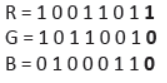 R = 1 0 0 1 1 0 1 1
G = 1 0 1 1 0 0 1 0
B = 0 1 0 0 0 1 1 0